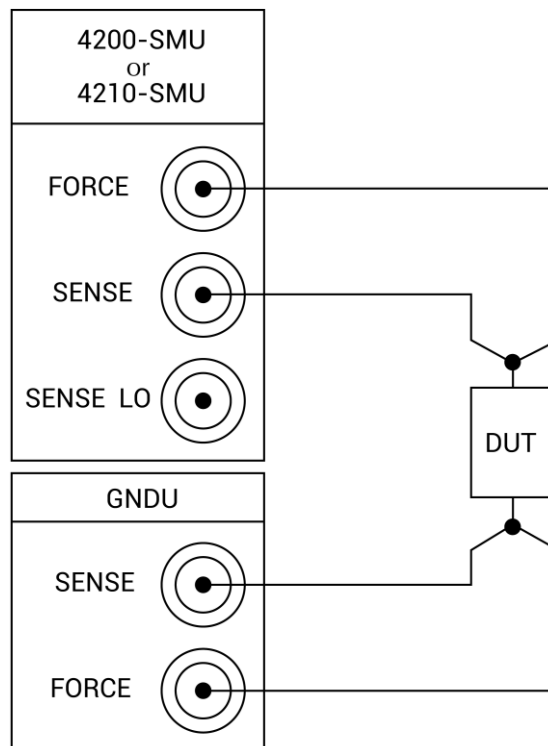 4200-SMU
or
4210-SMU
FORCE
SENSE
SENSE LO
DUT
GNDU
SENSE
FORCE